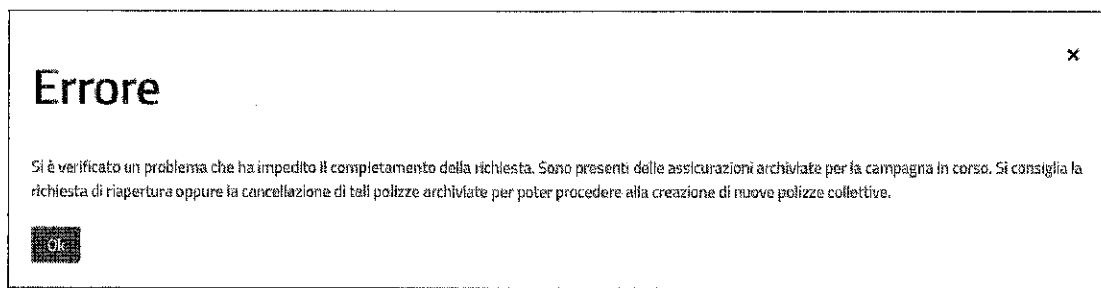 ×
Errore
Si è verificato un problema che ha impedito il completamento della richiesta. Sono presenti delle assicurazioni archiviate per la campagna in corso. Si consiglia la
richiesta di riapertura oppure la cancellazione di tali polizze archiviate per poter procedere alla creazione di nuove polizze collettive.
Ok